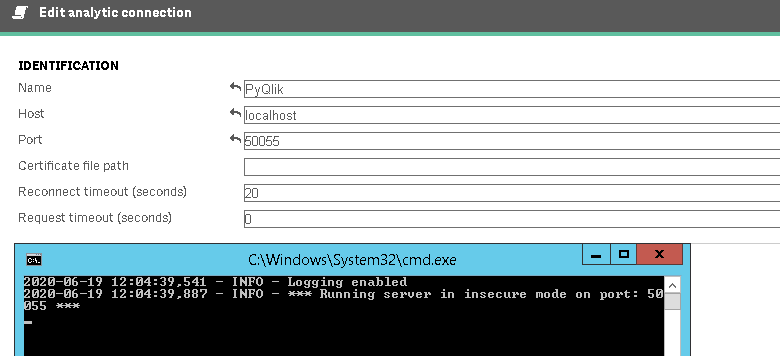 Edit analytic connection
IDENTIFICATION
Name PyQlik
Host localhost
Port 50055
Certificate file path
Reconnect timeout (seconds) 20
Request timeout (seconds) 0
C:\Windows\System32\cmd.exe
2020-06-19 12:04:39,541 - INFO - Logging enabled
2020-06-19 12:04:39,887 - INFO - *** Running server in insecure mode on port: 50
055 ***